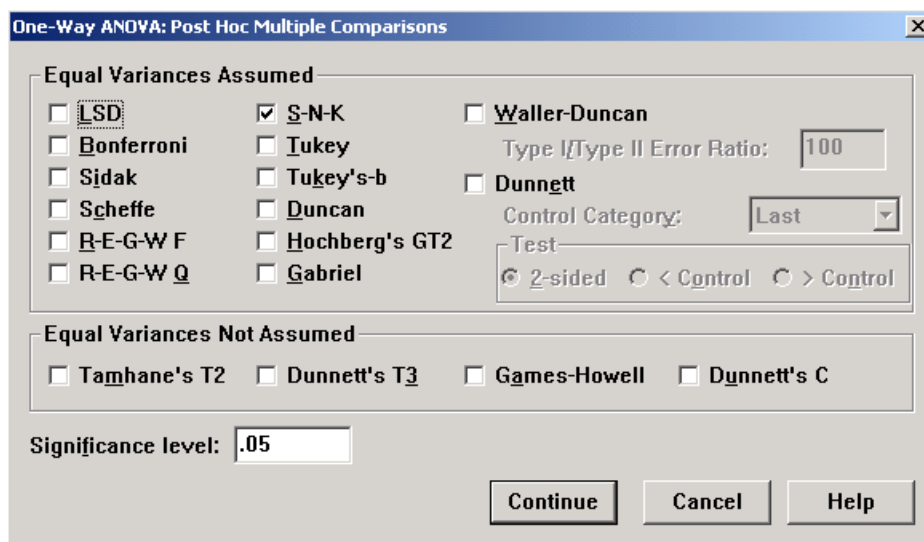 One-Way ANOVA: Post Hoc Multiple Comparisons
Equal Variances Assumed
LSD
Bonferroni
Sidak
Scheffe
R-E-G-W F
R-E-G-W Q
S-N-K
Tukey
Tukey's-b
Duncan
Hochberg's GT2
Gabriel
Waller-Duncan
Type I/Type II Error Ratio: 100
Dunnett
Control Category: Last
Test
2-sided < Control > Control
Equal Variances Not Assumed
Tamhane's T2 Dunnett's T3 Games-Howell Dunnett's C
Significance level: .05
Continue Cancel Help